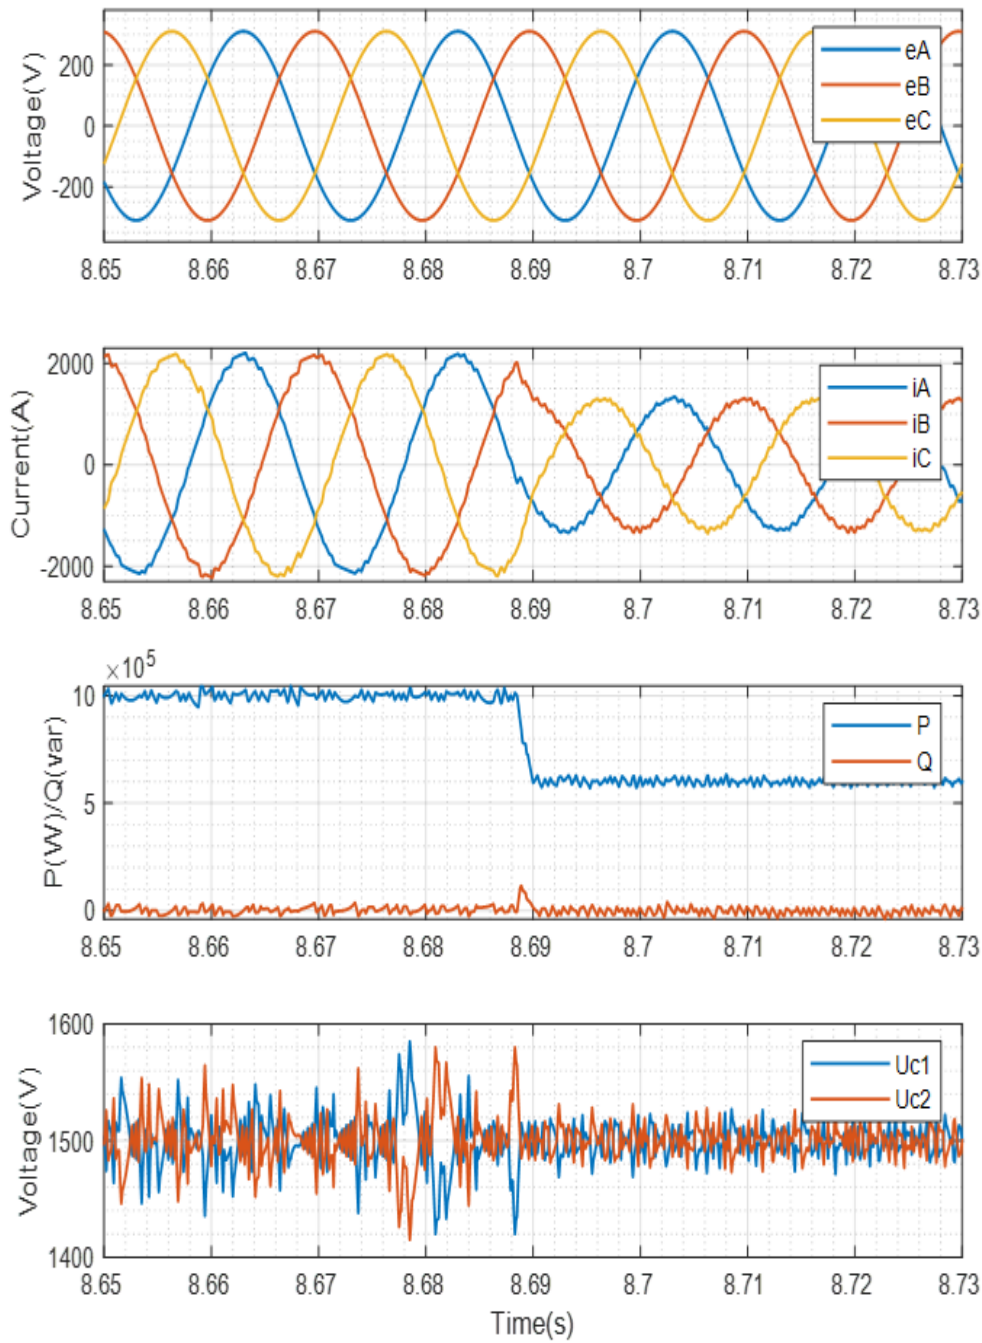 Voltage(V)
200
0
-200
eA
eB
eC
8.65 8.66 8.67 8.68 8.69 8.7 8.71 8.72 8.73
Current(A)
2000
0
-2000
iA
iB
iC
8.65 8.66 8.67 8.68 8.69 8.7 8.71 8.72 8.73
×10^5
P(W)/Q(var)
10
5
0
P
Q
8.65 8.66 8.67 8.68 8.69 8.7 8.71 8.72 8.73
Voltage(V)
1600
1500
1400
Uc1
Uc2
8.65 8.66 8.67 8.68 8.69 8.7 8.71 8.72 8.73
Time(s)